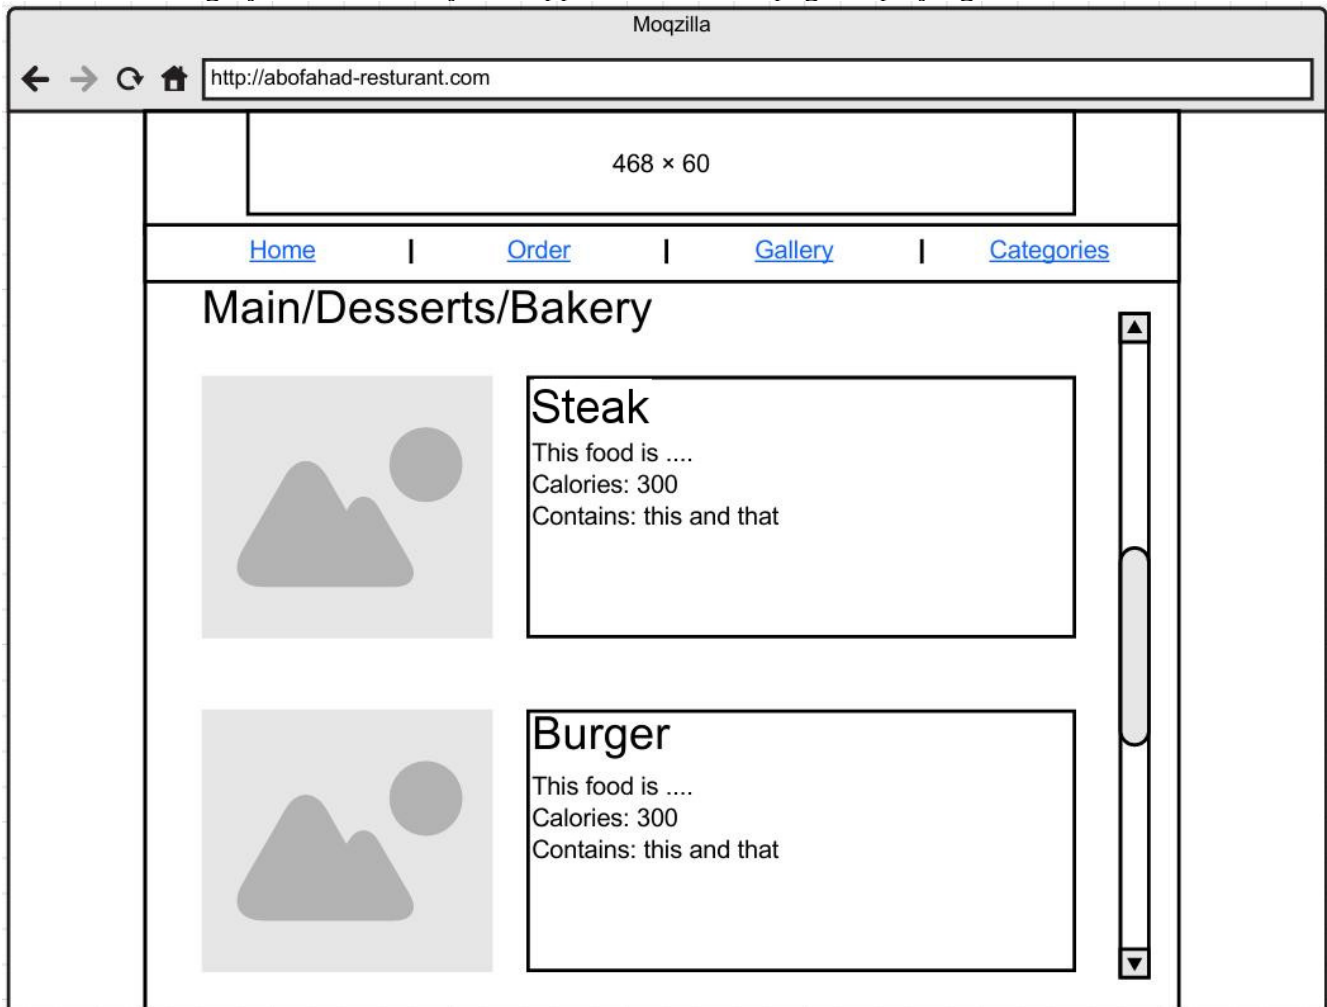 Moqzilla
http://abofahad-resturant.com
468 × 60
Home | Order | Gallery | Categories
Main/Desserts/Bakery
Steak
This food is ....
Calories: 300
Contains: this and that
Burger
This food is ....
Calories: 300
Contains: this and that